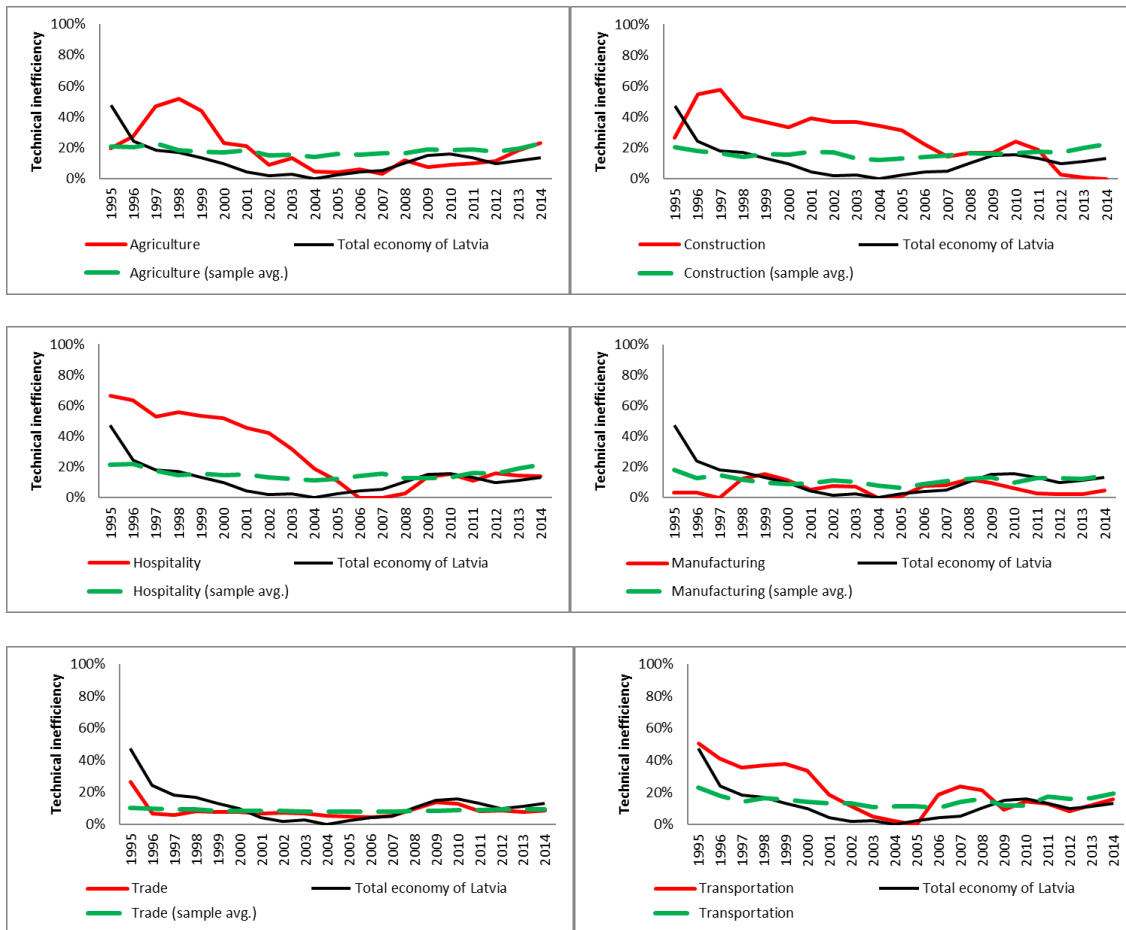 Technical inefficiency
100%
80%
60%
40%
20%
0%
1995 1996 1997 1998 1999 2000 2001 2002 2003 2004 2005 2006 2007 2008 2009 2010 2011 2012 2013 2014
Agriculture Total economy of Latvia
Agriculture (sample avg.)
Technical inefficiency
100%
80%
60%
40%
20%
0%
1995 1996 1997 1998 1999 2000 2001 2002 2003 2004 2005 2006 2007 2008 2009 2010 2011 2012 2013 2014
Construction Total economy of Latvia
Construction (sample avg.)
Technical inefficiency
100%
80%
60%
40%
20%
0%
1995 1996 1997 1998 1999 2000 2001 2002 2003 2004 2005 2006 2007 2008 2009 2010 2011 2012 2013 2014
Hospitality Total economy of Latvia
Hospitality (sample avg.)
Technical inefficiency
100%
80%
60%
40%
20%
0%
1995 1996 1997 1998 1999 2000 2001 2002 2003 2004 2005 2006 2007 2008 2009 2010 2011 2012 2013 2014
Manufacturing Total economy of Latvia
Manufacturing (sample avg.)
Technical inefficiency
100%
80%
60%
40%
20%
0%
1995 1996 1997 1998 1999 2000 2001 2002 2003 2004 2005 2006 2007 2008 2009 2010 2011 2012 2013 2014
Trade Total economy of Latvia
Trade (sample avg.)
Technical inefficiency
100%
80%
60%
40%
20%
0%
1995 1996 1997 1998 1999 2000 2001 2002 2003 2004 2005 2006 2007 2008 2009 2010 2011 2012 2013 2014
Transportation Total economy of Latvia
Transportation